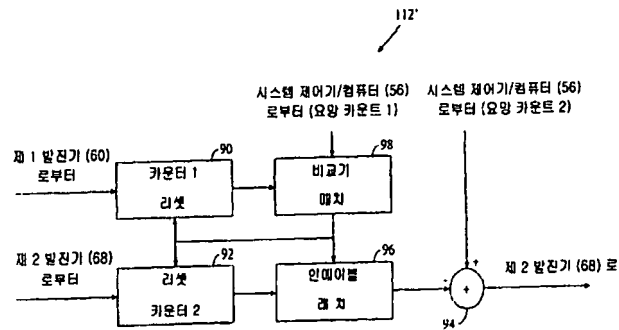 112'
시스템 제어기/컴퓨터 (56)
로부터 (요망 카운트 1)
시스템 제어기/컴퓨터 (56)
로부터 (요망 카운트 2)
제 1 발진기 (60)
로부터
90
카운터 1
리셋
98
비교기
매치
제 2 발진기 (68)
로부터
92
리셋
카운터 2
96
인에이블
래치
-
+
+
94
제 2 발진기 (68) 로